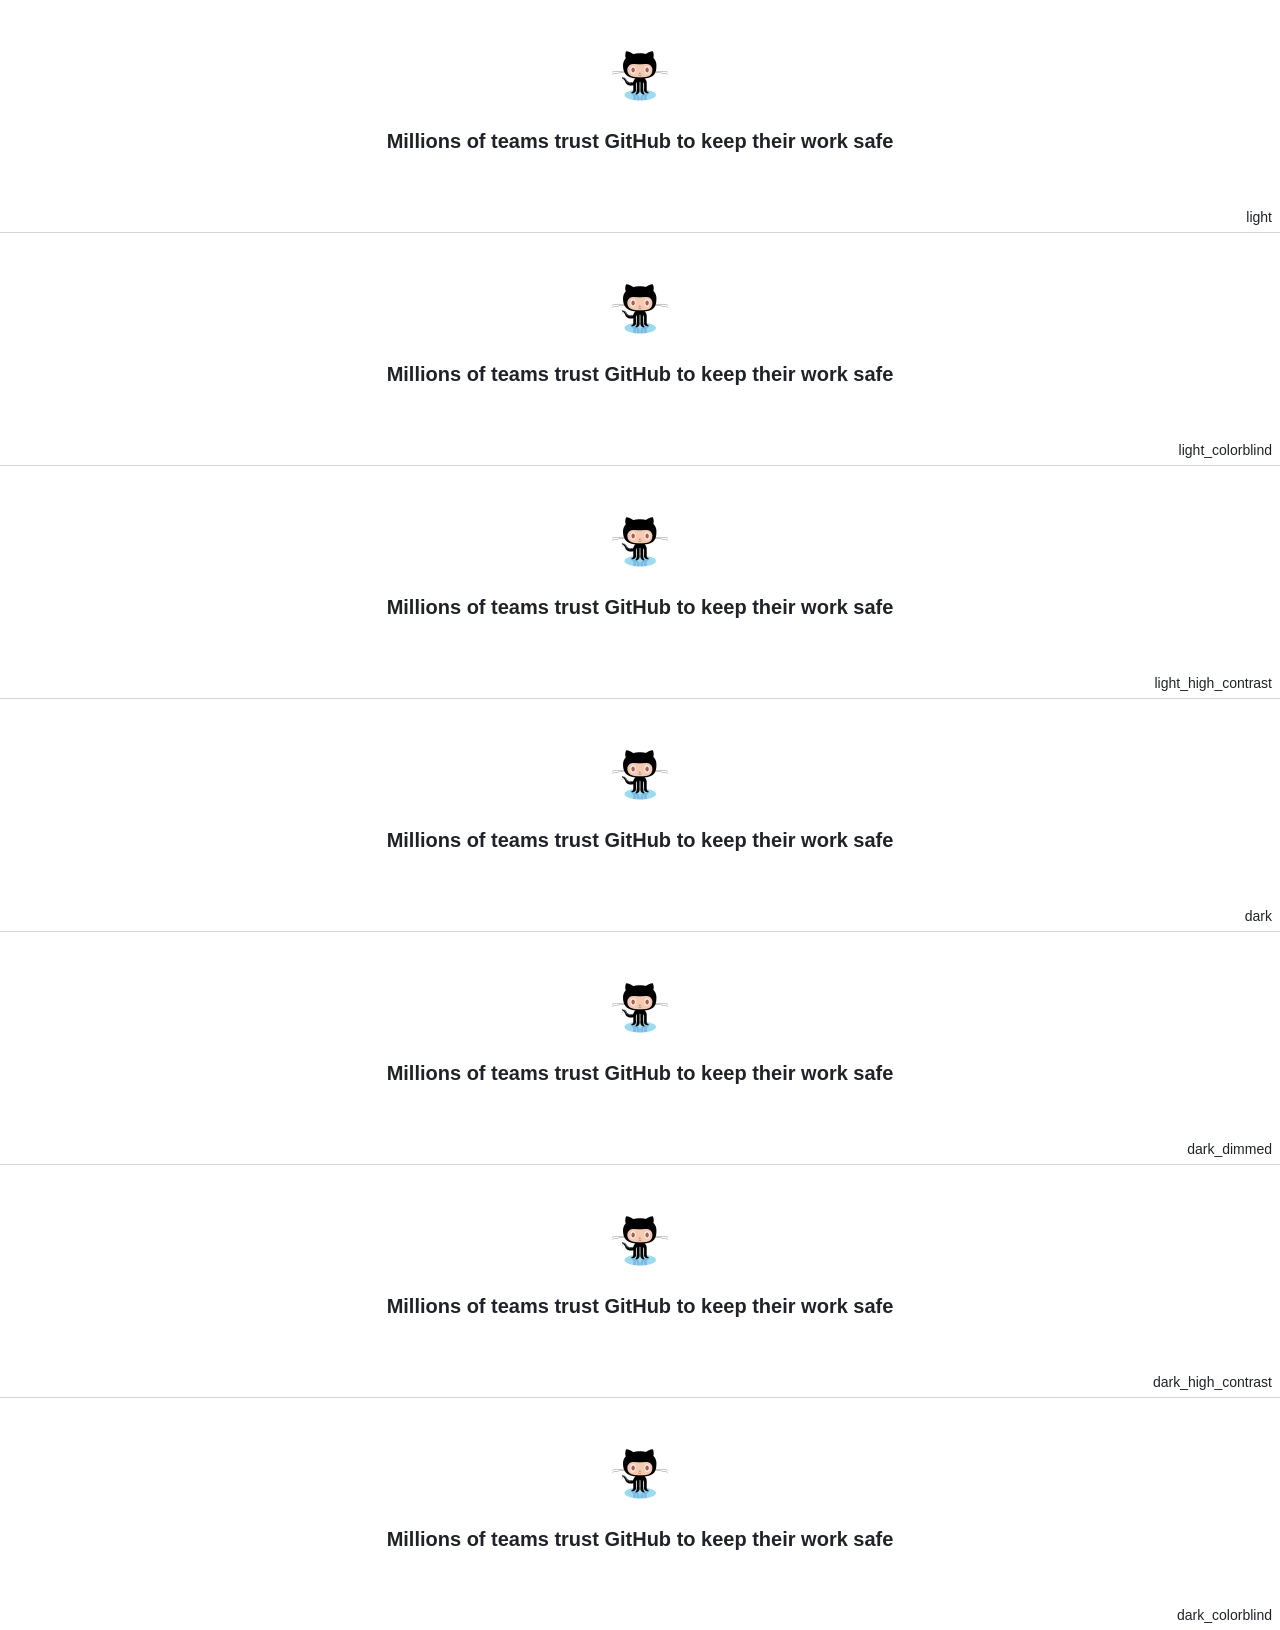 Millions of teams trust GitHub to keep their work safe
light
Millions of teams trust GitHub to keep their work safe
light_colorblind
Millions of teams trust GitHub to keep their work safe
light_high_contrast
Millions of teams trust GitHub to keep their work safe
dark
Millions of teams trust GitHub to keep their work safe
dark_dimmed
Millions of teams trust GitHub to keep their work safe
dark_high_contrast
Millions of teams trust GitHub to keep their work safe
dark_colorblind